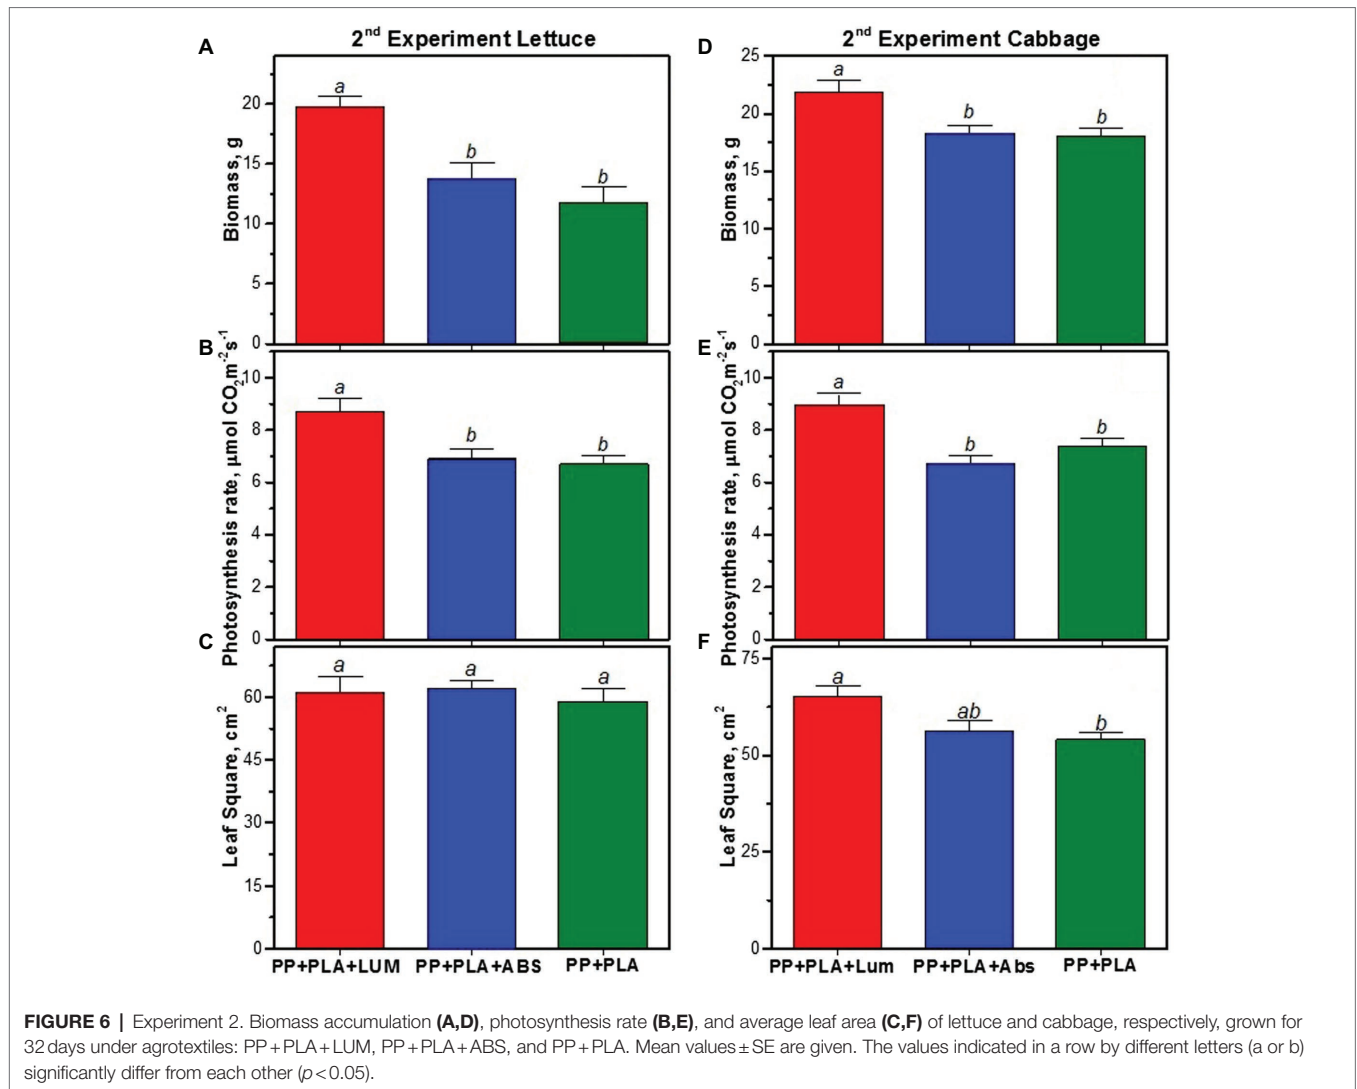 A
2nd Experiment Lettuce
Biomass, g
20
15
10
5
0
a
b
b
B
Photosynthesis rate, µmol CO2m-2s-1
10
8
6
4
2
0
a
b
b
C
Leaf Square, cm2
60
45
30
15
0
a
a
a
PP+PLA+LUM PP+PLA+ABS PP+PLA
D
2nd Experiment Cabbage
Biomass, g
25
20
15
10
5
0
a
b
b
E
Photosynthesis rate, µmol CO2m-2s-1
10
8
6
4
2
0
a
b
b
F
Leaf Square, cm2
75
50
25
0
a
ab
b
PP+PLA+Lum PP+PLA+Abs PP+PLA
FIGURE 6 | Experiment 2. Biomass accumulation (A,D), photosynthesis rate (B,E), and average leaf area (C,F) of lettuce and cabbage, respectively, grown for
32 days under agrotextiles: PP+PLA+LUM, PP+PLA+ABS, and PP+PLA. Mean values±SE are given. The values indicated in a row by different letters (a or b)
significantly differ from each other (p<0.05).